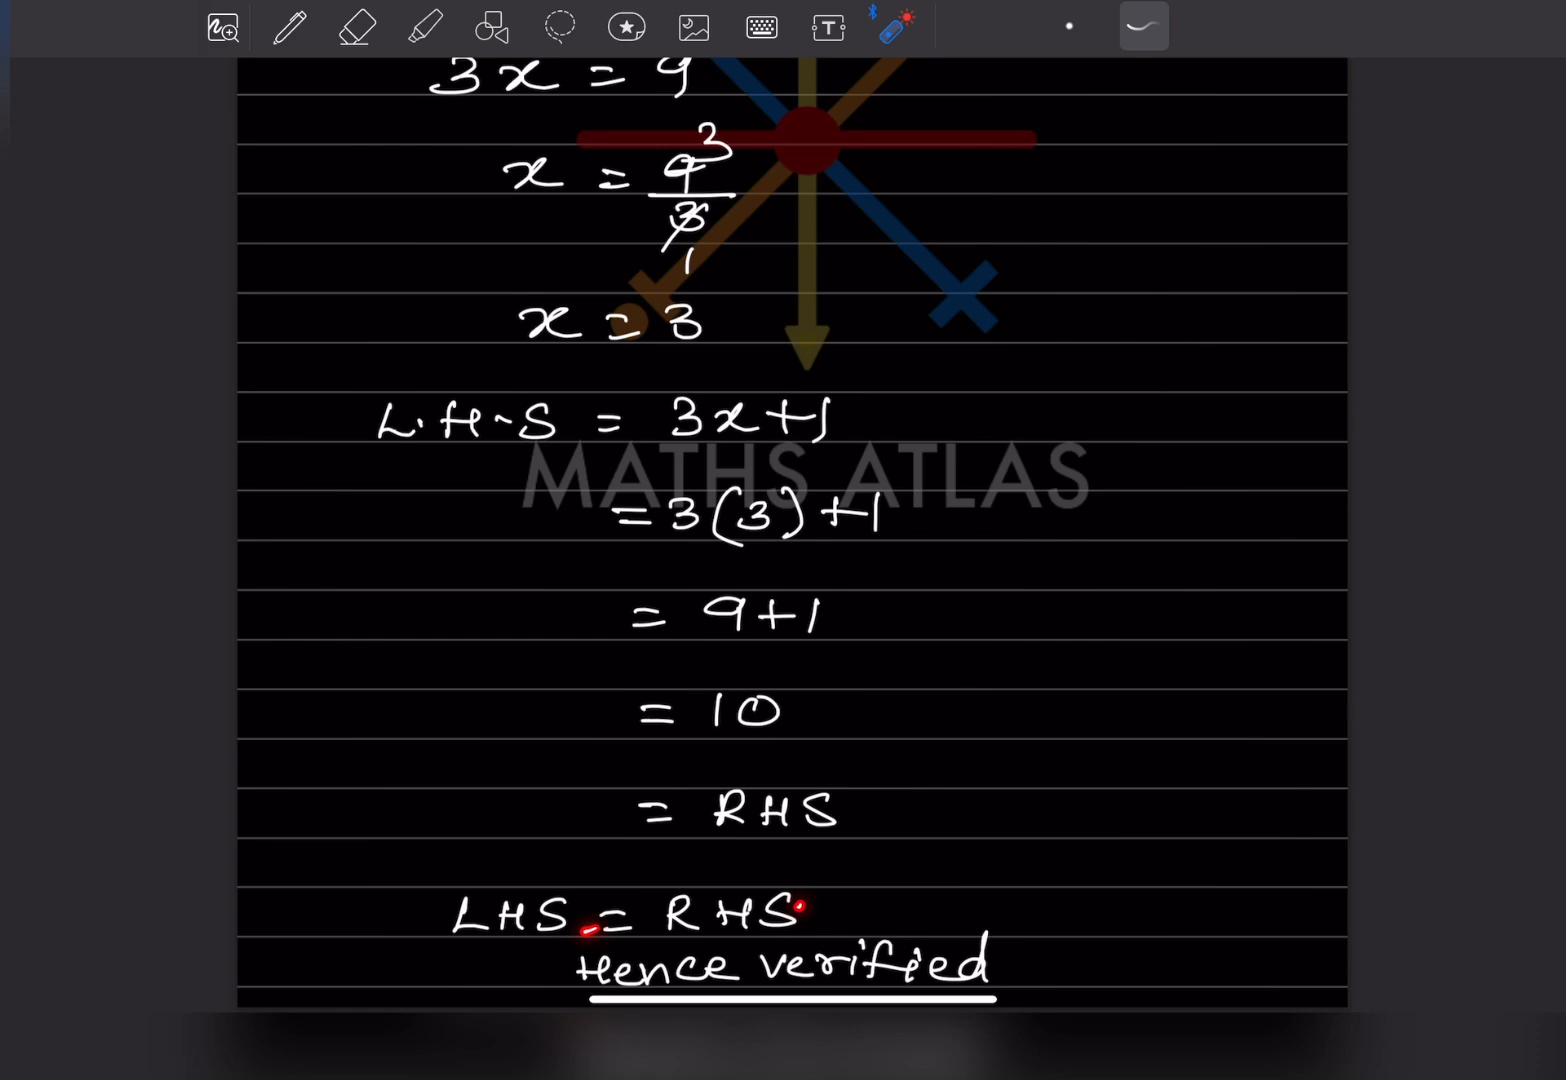 3x = 9
x = 9/3 3 1
x = 3
L.H.S = 3x+1
MATHS ATLAS
= 3(3)+1
= 9+1
= 10
= RHS
LHS = RHS
Hence verified